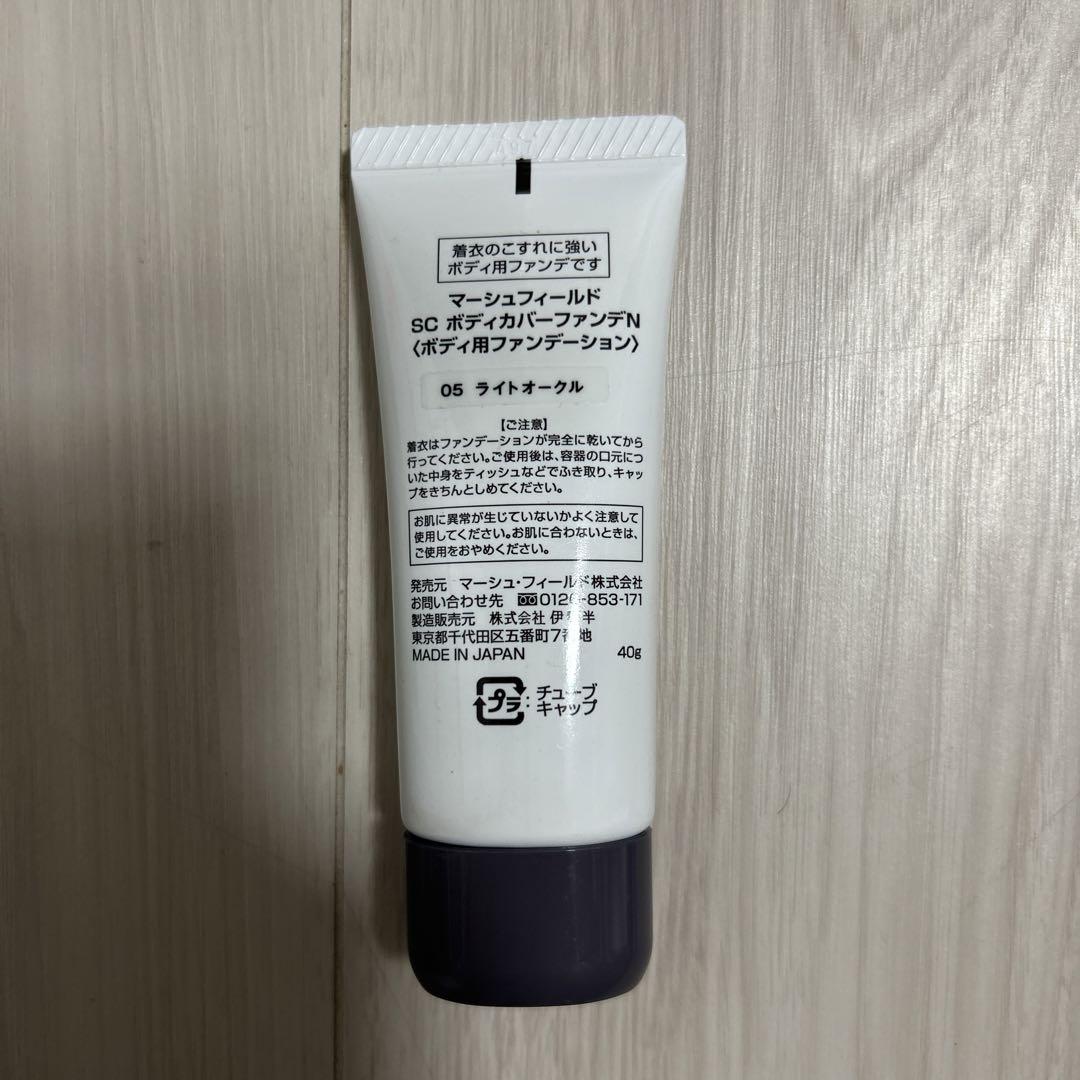 着衣のこすれに強い
ボディ用ファンデです
マーシュフィールド
SC ボディカバーファンデN
〈ボディ用ファンデーション〉
05 ライトオークル
【ご注意】
着衣はファンデーションが完全に乾いてから
行ってください。ご使用後は、容器の口元につ
いた中身をティッシュなどでふき取り、キャッ
プをきちんとしめてください。
お肌に異常が生じていないかよく注意して
使用してください。お肌に合わないときは、
ご使用をおやめください。
発売元 マーシュ・フィールド株式会社
お問い合わせ先 0120-853-171
製造販売元 株式会社 伊勢半
東京都千代田区五番町7番地
MADE IN JAPAN 40g
プラ: チューブ
キャップ